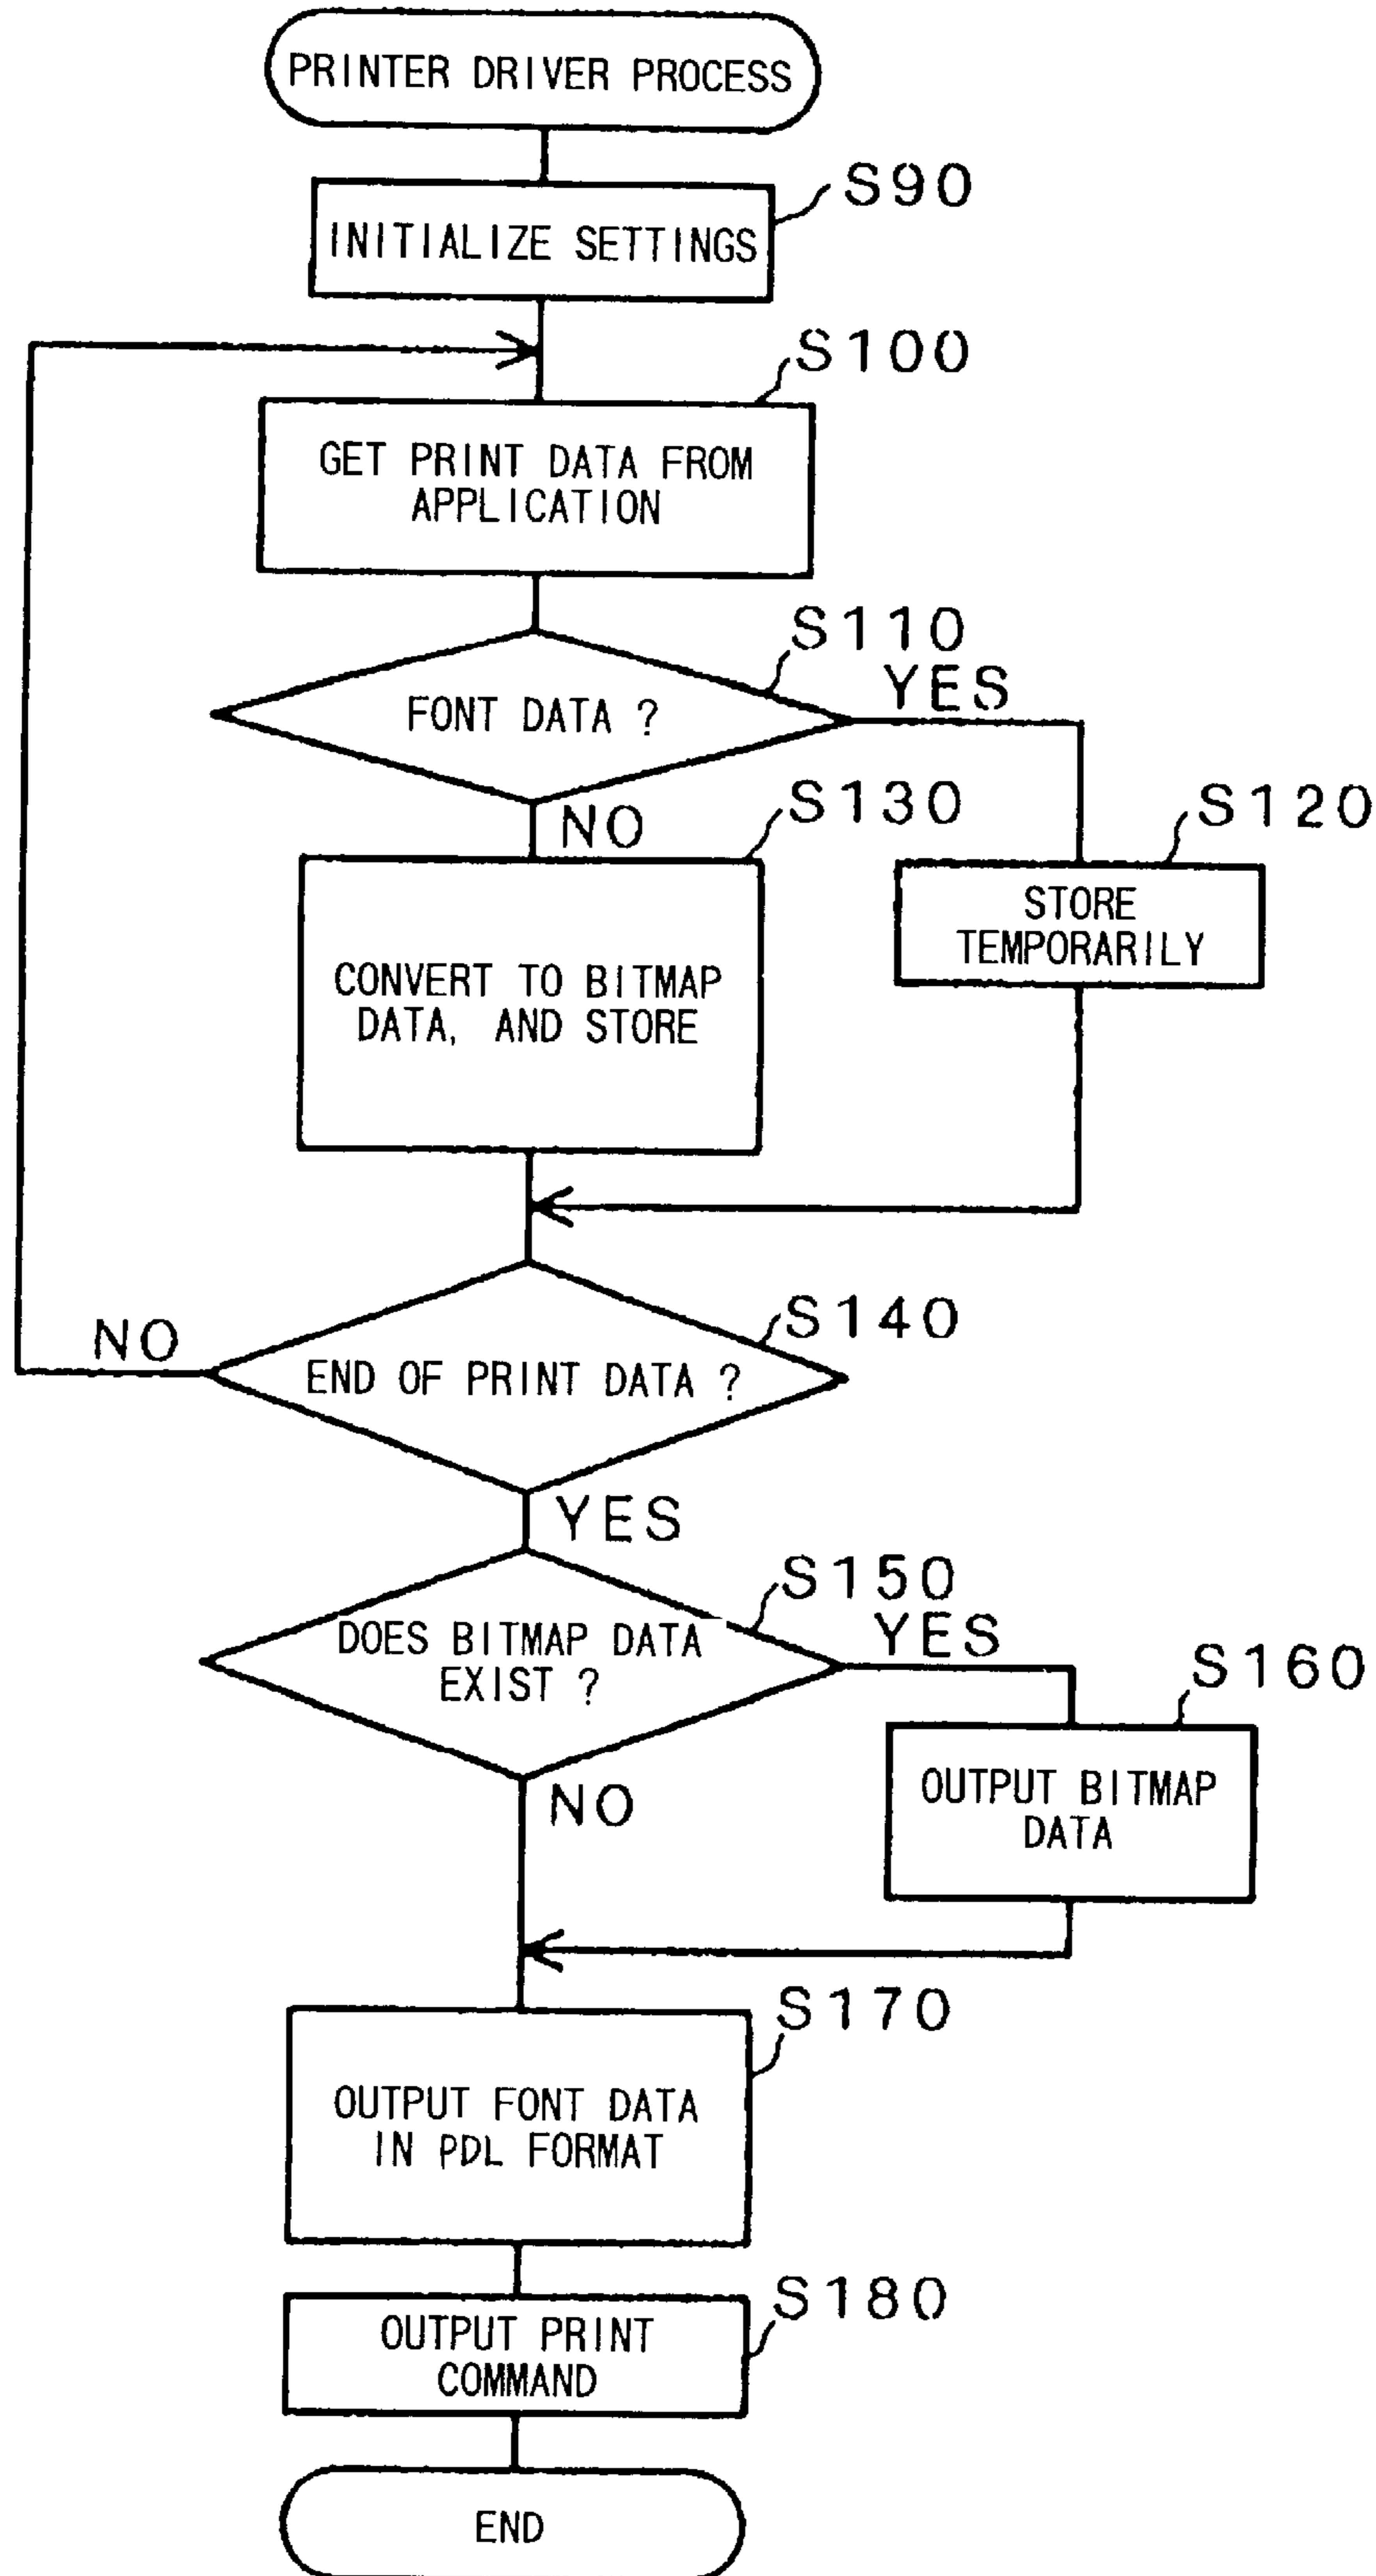 PRINTER DRIVER PROCESS
S90
INITIALIZE SETTINGS
S100
GET PRINT DATA FROM
APPLICATION
S110
YES
FONT DATA ?
NO
S130
S120
STORE
TEMPORARILY
CONVERT TO BITMAP
DATA, AND STORE
S140
NO
END OF PRINT DATA ?
YES
S150
YES
DOES BITMAP DATA
EXIST ?
S160
NO
OUTPUT BITMAP
DATA
S170
OUTPUT FONT DATA
IN PDL FORMAT
S180
OUTPUT PRINT
COMMAND
END